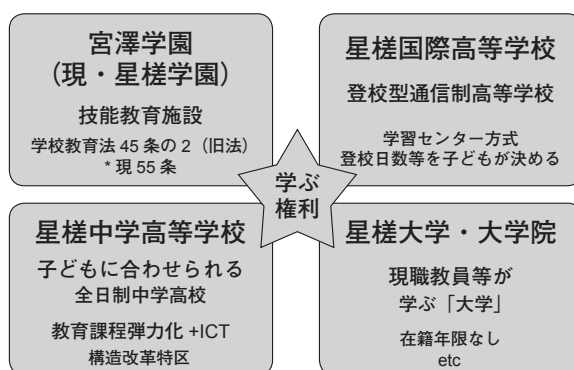 宮澤学園
（現・星槎学園）
技能教育施設
学校教育法 45 条の 2（旧法）
* 現 55 条
星槎国際高等学校
登校型通信制高等学校
学習センター方式
登校日数等を子どもが決める
学ぶ
権利
星槎中学高等学校
子どもに合わせられる
全日制中学高校
教育課程弾力化 +ICT
構造改革特区
星槎大学・大学院
現職教員等が
学ぶ「大学」
在籍年限なし
etc